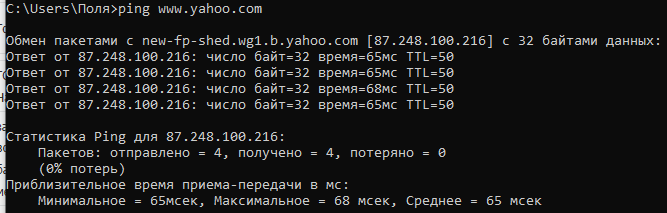 C:\Users\Поля>ping www.yahoo.com
Обмен пакетами с new-fp-shed.wg1.b.yahoo.com [87.248.100.216] с 32 байтами данных:
Ответ от 87.248.100.216: число байт=32 время=65мс TTL=50
Ответ от 87.248.100.216: число байт=32 время=65мс TTL=50
Ответ от 87.248.100.216: число байт=32 время=68мс TTL=50
Ответ от 87.248.100.216: число байт=32 время=65мс TTL=50
Статистика Ping для 87.248.100.216:
Пакетов: отправлено = 4, получено = 4, потеряно = 0
(0% потерь)
Приблизительное время приема-передачи в мс:
Минимальное = 65мсек, Максимальное = 68 мсек, Среднее = 65 мсек